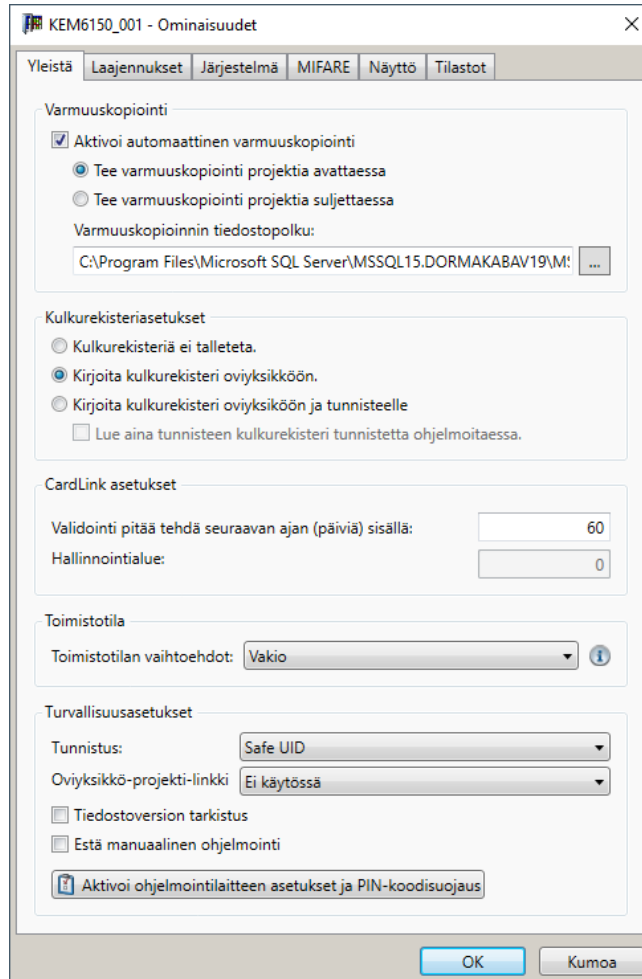 KEM6150_001 - Ominaisuudet
Yleistä Laajennukset Järjestelmä MIFARE Näyttö Tilastot
Varmuuskopiointi
Aktivoi automaattinen varmuuskopiointi
Tee varmuuskopiointi projektia avattaessa
Tee varmuuskopiointi projektia suljettaessa
Varmuuskopioinnin tiedostopolku:
C:\Program Files\Microsoft SQL Server\MSSQL15.DORMAKABAV19\MS ...
Kulkurekisteriasetukset
Kulkurekisteriä ei talleteta.
Kirjoita kulkurekisteri oviyksikköön.
Kirjoita kulkurekisteri oviyksiköön ja tunnisteelle
Lue aina tunnisteen kulkurekisteri tunnistetta ohjelmoitaessa.
CardLink asetukset
Validointi pitää tehdä seuraavan ajan (päiviä) sisällä: 60
Hallinnointialue: 0
Toimistotila
Toimistotilan vaihtoehdot: Vakio
Turvallisuusasetukset
Tunnistus: Safe UID
Oviyksikkö-projekti-linkki Ei käytössä
Tiedostoversion tarkistus
Estä manuaalinen ohjelmointi
Aktivoi ohjelmointilaitteen asetukset ja PIN-koodisuojaus
OK Kumoa